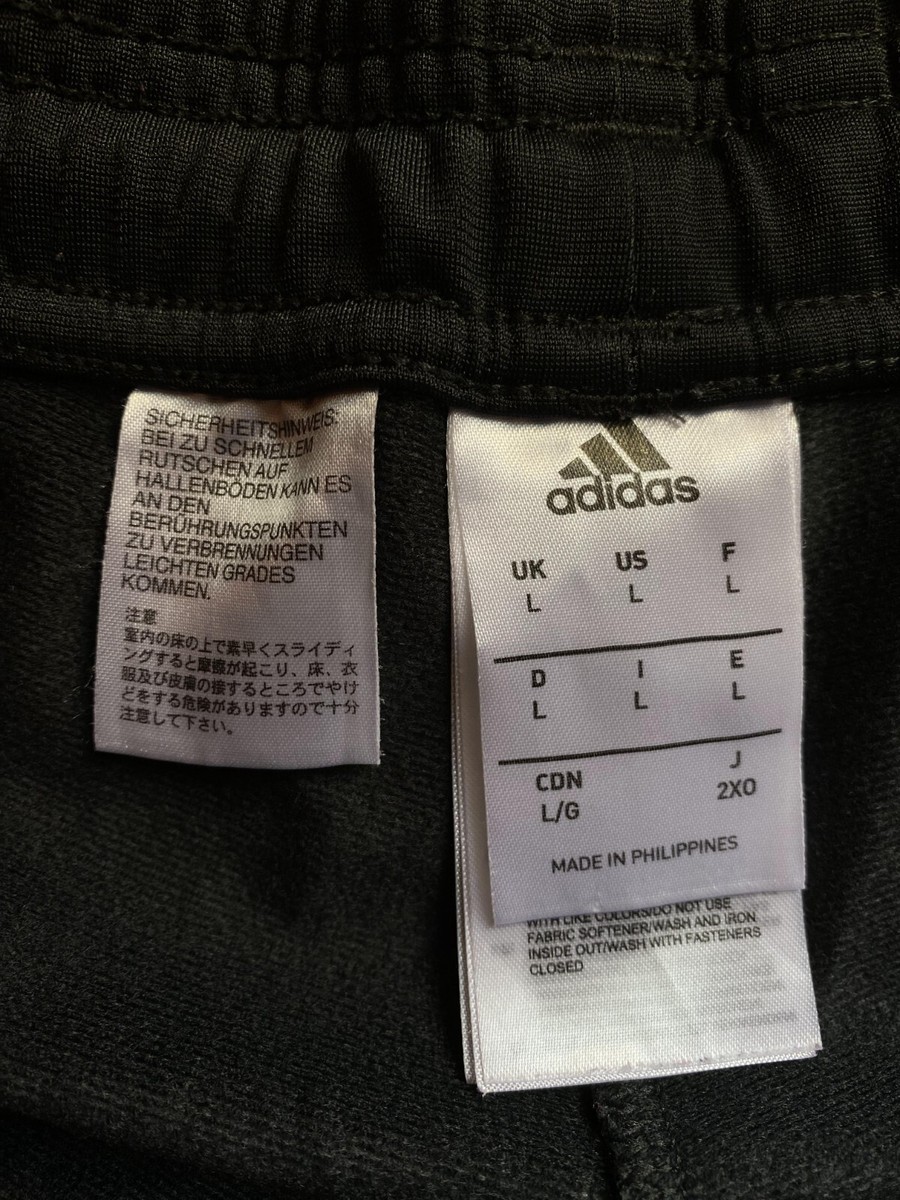 SICHERHEITSHINWEIS:
BEI ZU SCHNELLEM
RUTSCHEN AUF
HALLENBÖDEN KANN ES
AN DEN
BERÜHRUNGSPUNKTEN
ZU VERBRENNUNGEN
LEICHTEN GRADES
KOMMEN.
注意
室内の床の上で素早くスライディ
ングすると摩擦が起こり、床、衣
服及び皮膚の接するところでやけ
どをする危険がありますので十分
注意して下さい。
adidas
UK US F
L L L
D I E
L L L
CDN J
L/G 2XO
MADE IN PHILIPPINES
WITH LIKE COLORS/DO NOT USE
FABRIC SOFTENER/WASH AND IRON
INSIDE OUT/WASH WITH FASTENERS
CLOSED